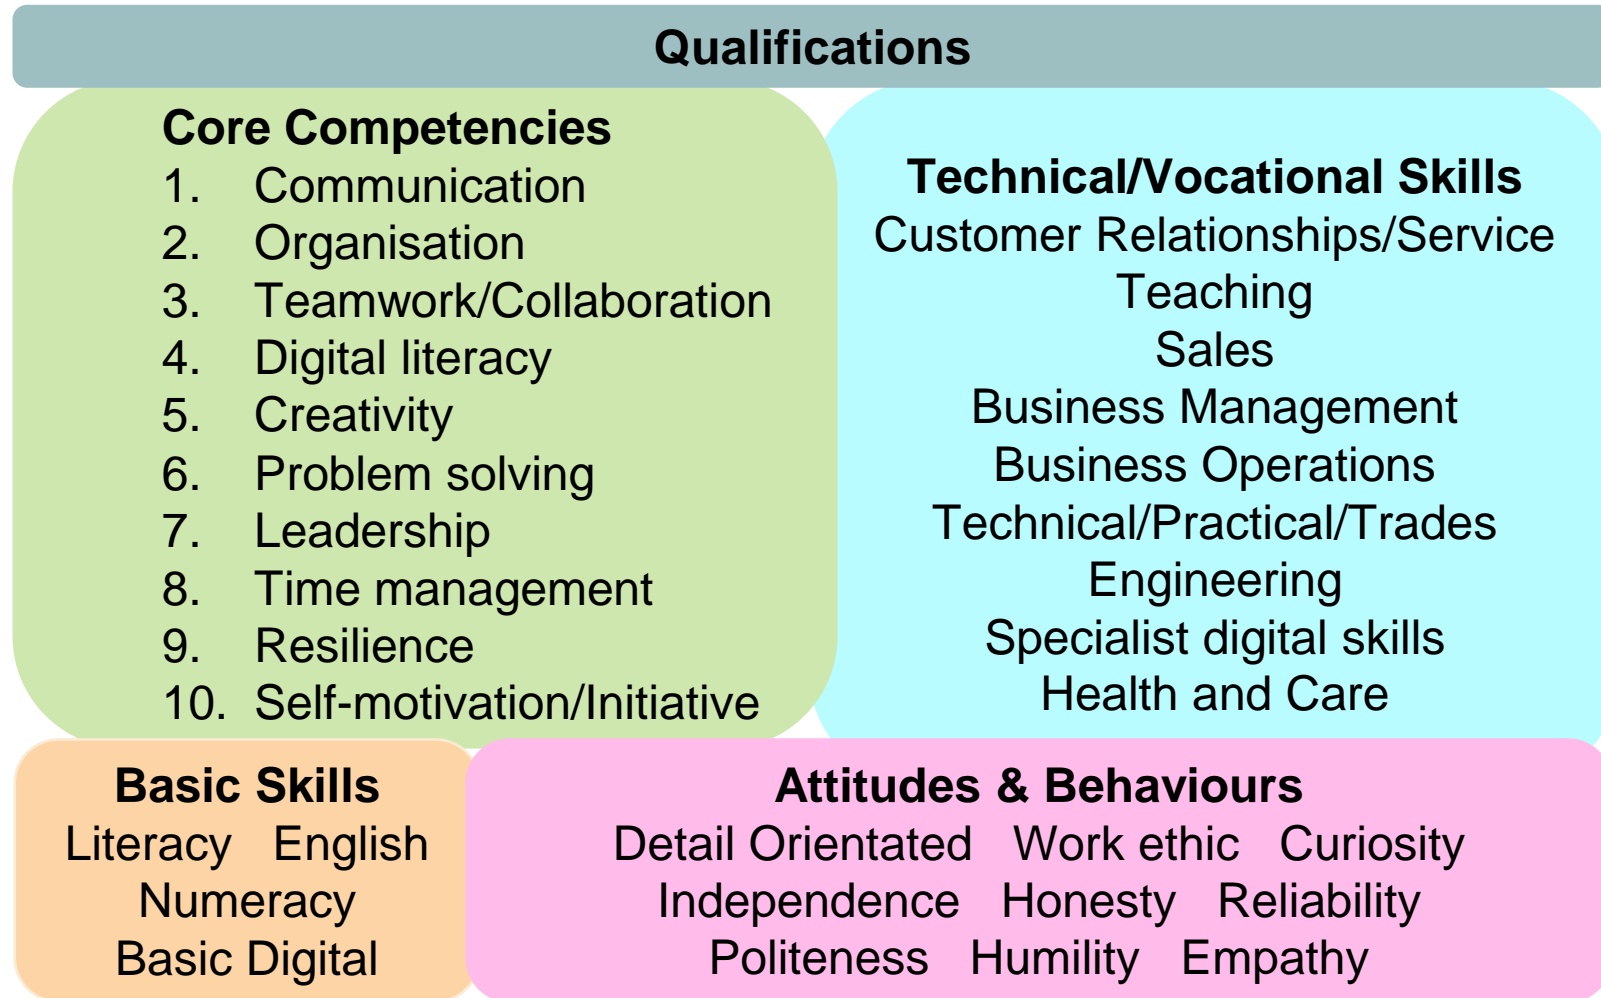 Qualifications
Core Competencies
1. Communication
2. Organisation
3. Teamwork/Collaboration
4. Digital literacy
5. Creativity
6. Problem solving
7. Leadership
8. Time management
9. Resilience
10. Self-motivation/Initiative
Technical/Vocational Skills
Customer Relationships/Service
Teaching
Sales
Business Management
Business Operations
Technical/Practical/Trades
Engineering
Specialist digital skills
Health and Care
Basic Skills
Literacy English
Numeracy
Basic Digital
Attitudes & Behaviours
Detail Orientated Work ethic Curiosity
Independence Honesty Reliability
Politeness Humility Empathy